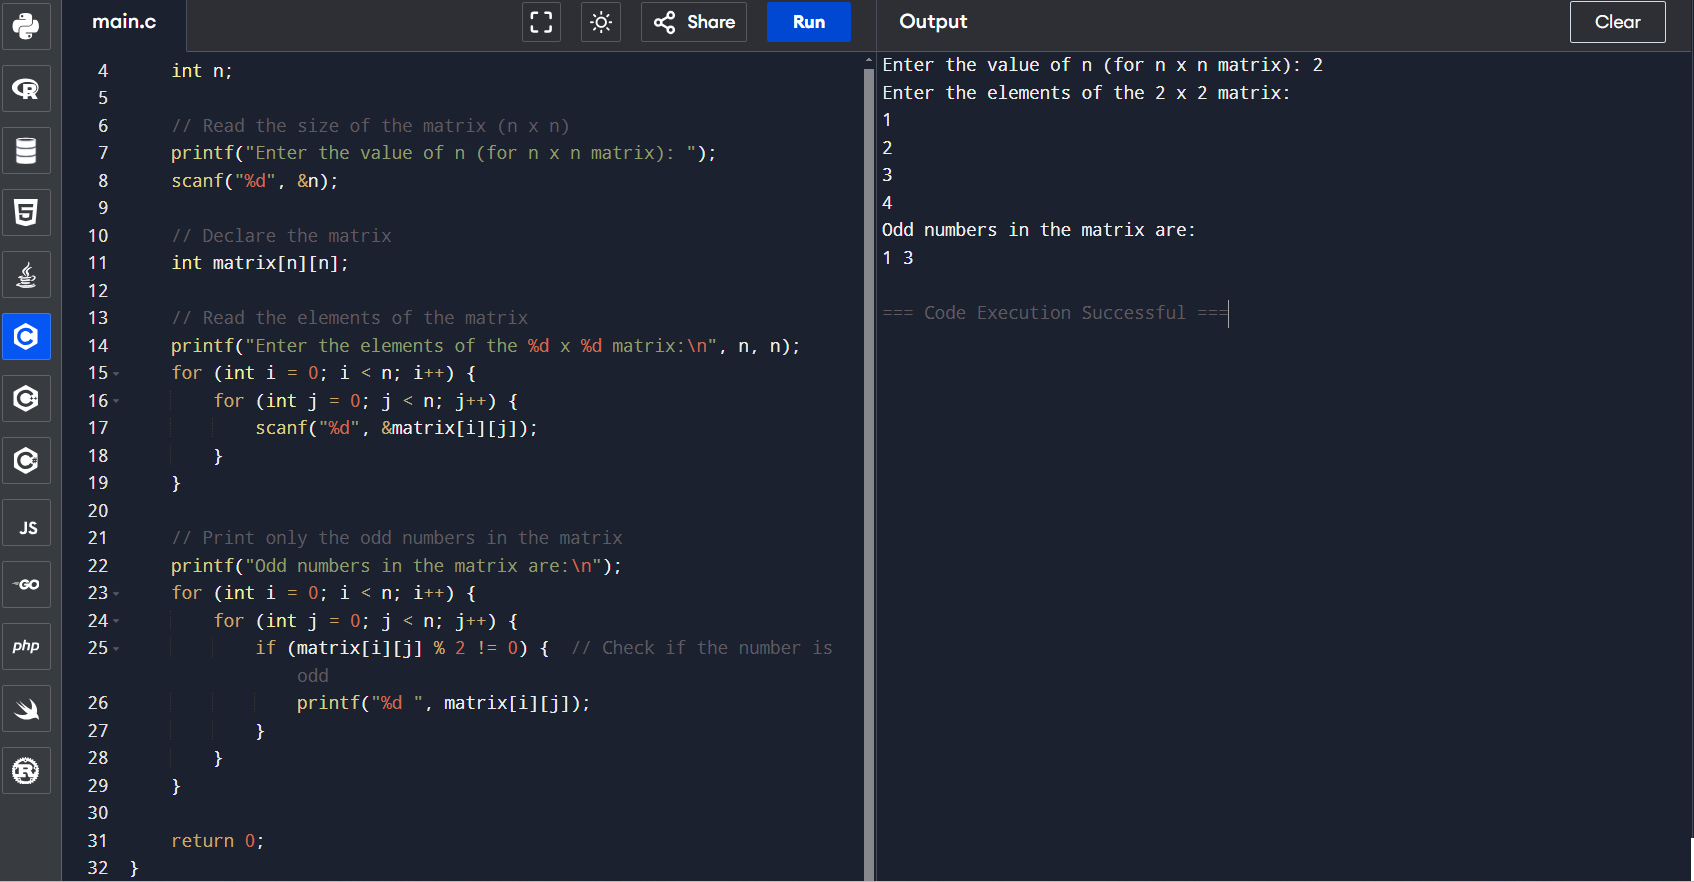 main.c
Share
Run
Output
Clear
R
5
C
C++
C#
JS
GO
php
R
4 int n;
5
6 // Read the size of the matrix (n x n)
7 printf("Enter the value of n (for n x n matrix): ");
8 scanf("%d", &n);
9
10 // Declare the matrix
11 int matrix[n][n];
12
13 // Read the elements of the matrix
14 printf("Enter the elements of the %d x %d matrix:\n", n, n);
15 for (int i = 0; i < n; i++) {
16 for (int j = 0; j < n; j++) {
17 scanf("%d", &matrix[i][j]);
18 }
19 }
20
21 // Print only the odd numbers in the matrix
22 printf("Odd numbers in the matrix are:\n");
23 for (int i = 0; i < n; i++) {
24 for (int j = 0; j < n; j++) {
25 if (matrix[i][j] % 2 != 0) { // Check if the number is
odd
26 printf("%d ", matrix[i][j]);
27 }
28 }
29 }
30
31 return 0;
32 }
Enter the value of n (for n x n matrix): 2
Enter the elements of the 2 x 2 matrix:
1
2
3
4
Odd numbers in the matrix are:
1 3
=== Code Execution Successful ===